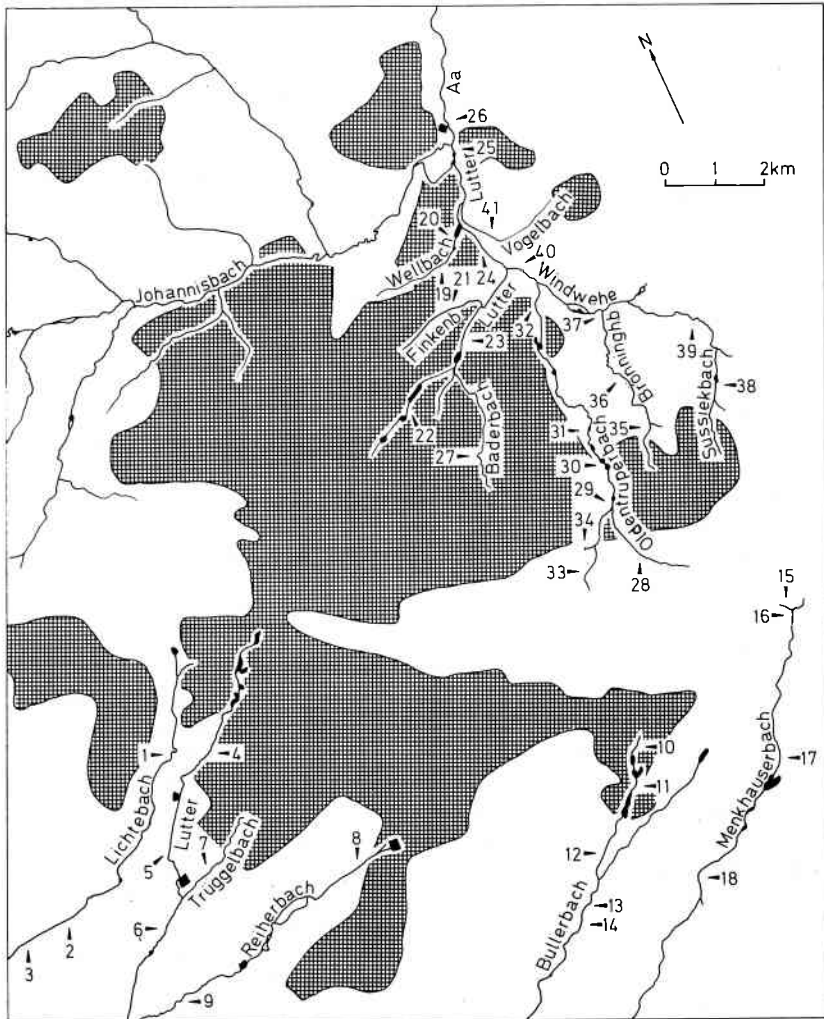 N
Aa
26
25
0 1 2km
Lutter
41
20
Vogelbach
40
Wellbach
24
Windwehe
Johannisbach
19
21
Lutter
Finkenb.
32
37
23
Bronninghb.
39
36
38
Sussiekbach
22
Baderbach
31
35
27
30
Oldentruperbach
29
34
33
28
15
16
10
1
4
17
11
Lichtebach
Lutter
Menkhauserbach
7
8
12
5
Trüggelbach
18
6
Reiherbach
13
Bullerbach
14
2
3
9